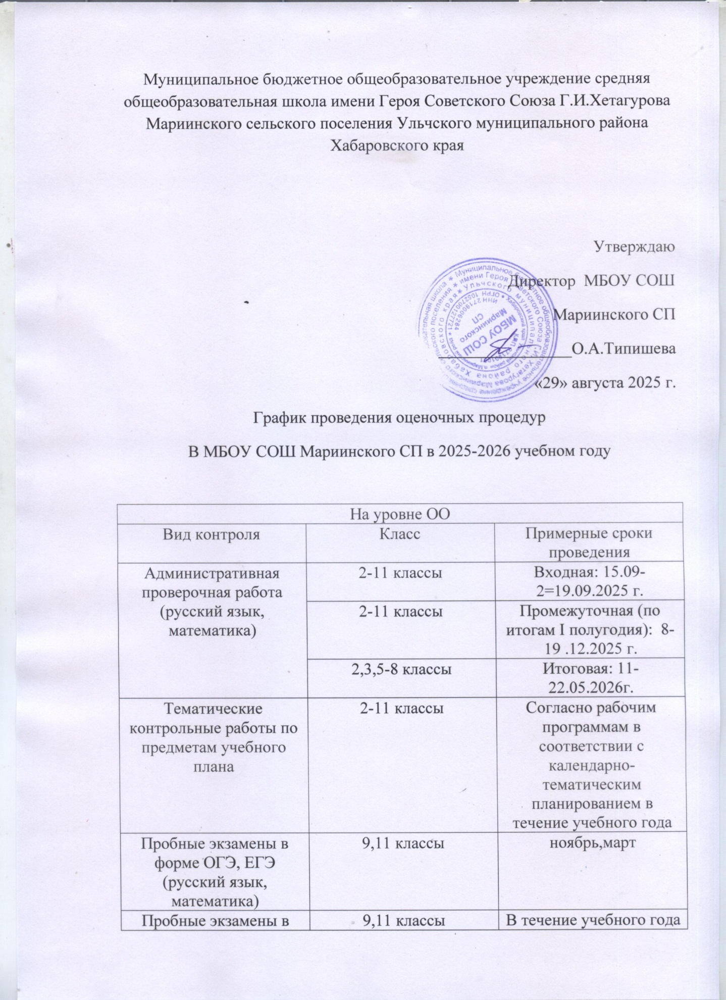 Муниципальное бюджетное общеобразовательное учреждение средняя
общеобразовательная школа имени Героя Советского Союза Г.И.Хетагурова
Мариинского сельского поселения Ульчского муниципального района
Хабаровского края
Утверждаю
Директор МБОУ СОШ
Мариинского СП
О.А.Типишева
«29» августа 2025 г.
МБОУ СОШ
Мариинского
СП
График проведения оценочных процедур
В МБОУ СОШ Мариинского СП в 2025-2026 учебном году
На уровне ОО
Вид контроля
Класс
Примерные сроки
проведения
Административная
проверочная работа
(русский язык,
математика)
2-11 классы
Входная: 15.09-
2=19.09.2025 г.
2-11 классы
Промежуточная (по
итогам I полугодия): 8-
19 .12.2025 г.
2,3,5-8 классы
Итоговая: 11-
22.05.2026г.
Тематические
контрольные работы по
предметам учебного
плана
2-11 классы
Согласно рабочим
программам в
соответствии с
календарно-
тематическим
планированием в
течение учебного года
Пробные экзамены в
форме ОГЭ, ЕГЭ
(русский язык,
математика)
9,11 классы
ноябрь,март
Пробные экзамены в
9,11 классы
В течение учебного года